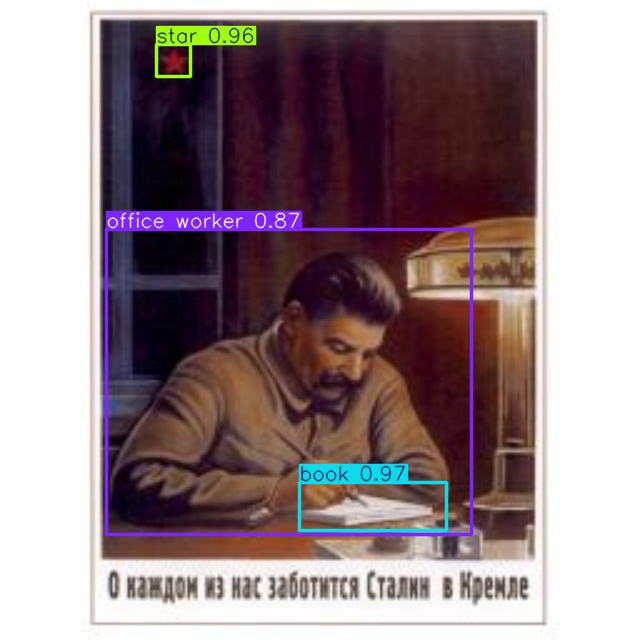 star 0.96
office worker 0.87
book 0.97
О каждом из нас заботится Сталин в Кремле